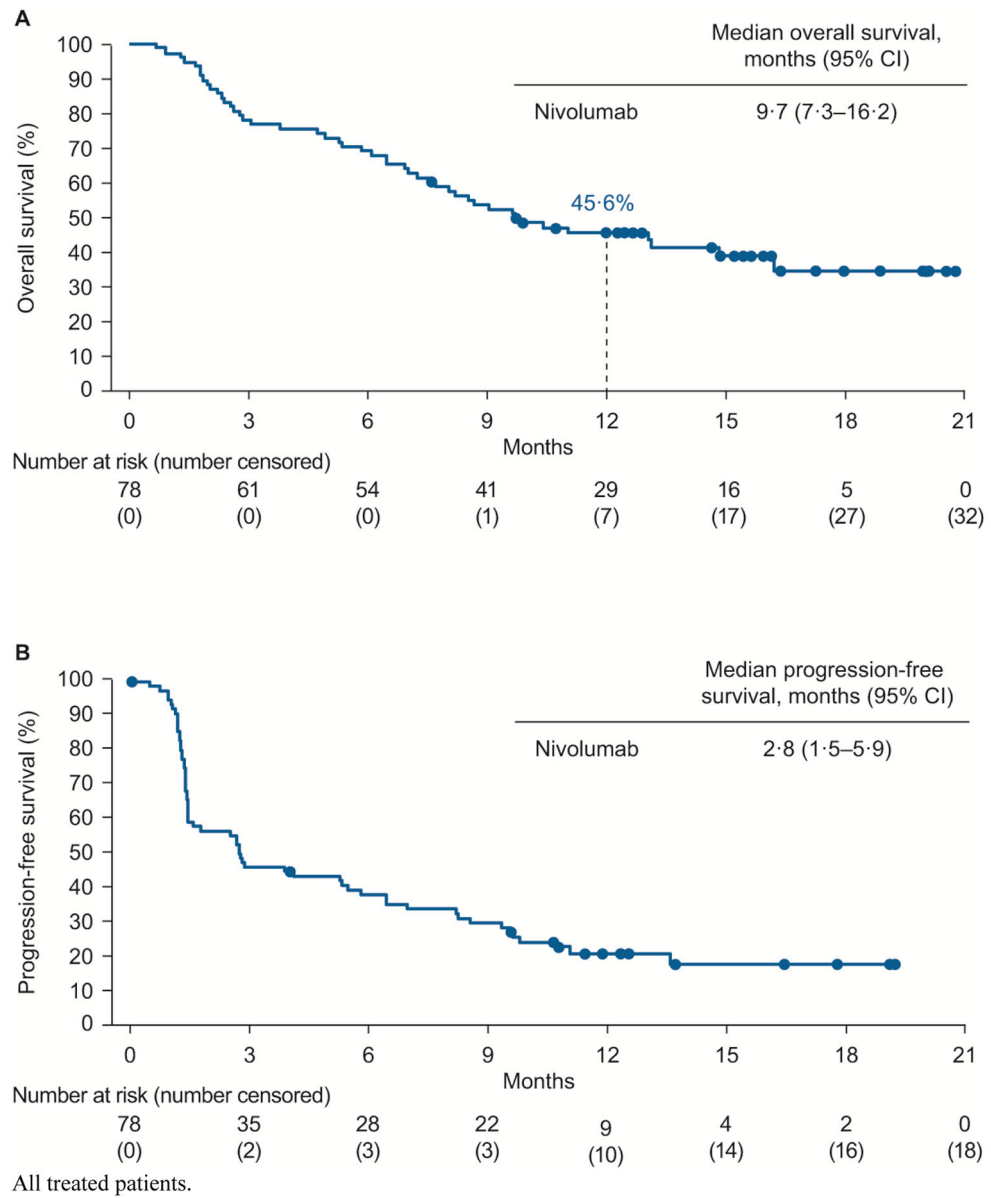 A
Median overall survival,
months (95% CI)
Nivolumab 9·7 (7·3–16·2)
Overall survival (%)
100
90
80
70
60
50
40
30
20
10
0
45·6%
0 3 6 9 12 15 18 21
Months
Number at risk (number censored)
78 61 54 41 29 16 5 0
(0) (0) (0) (1) (7) (17) (27) (32)
B
Median progression-free
survival, months (95% CI)
Nivolumab 2·8 (1·5–5·9)
Progression-free survival (%)
100
90
80
70
60
50
40
30
20
10
0
0 3 6 9 12 15 18 21
Months
Number at risk (number censored)
78 35 28 22 9 4 2 0
(0) (2) (3) (3) (10) (14) (16) (18)
All treated patients.